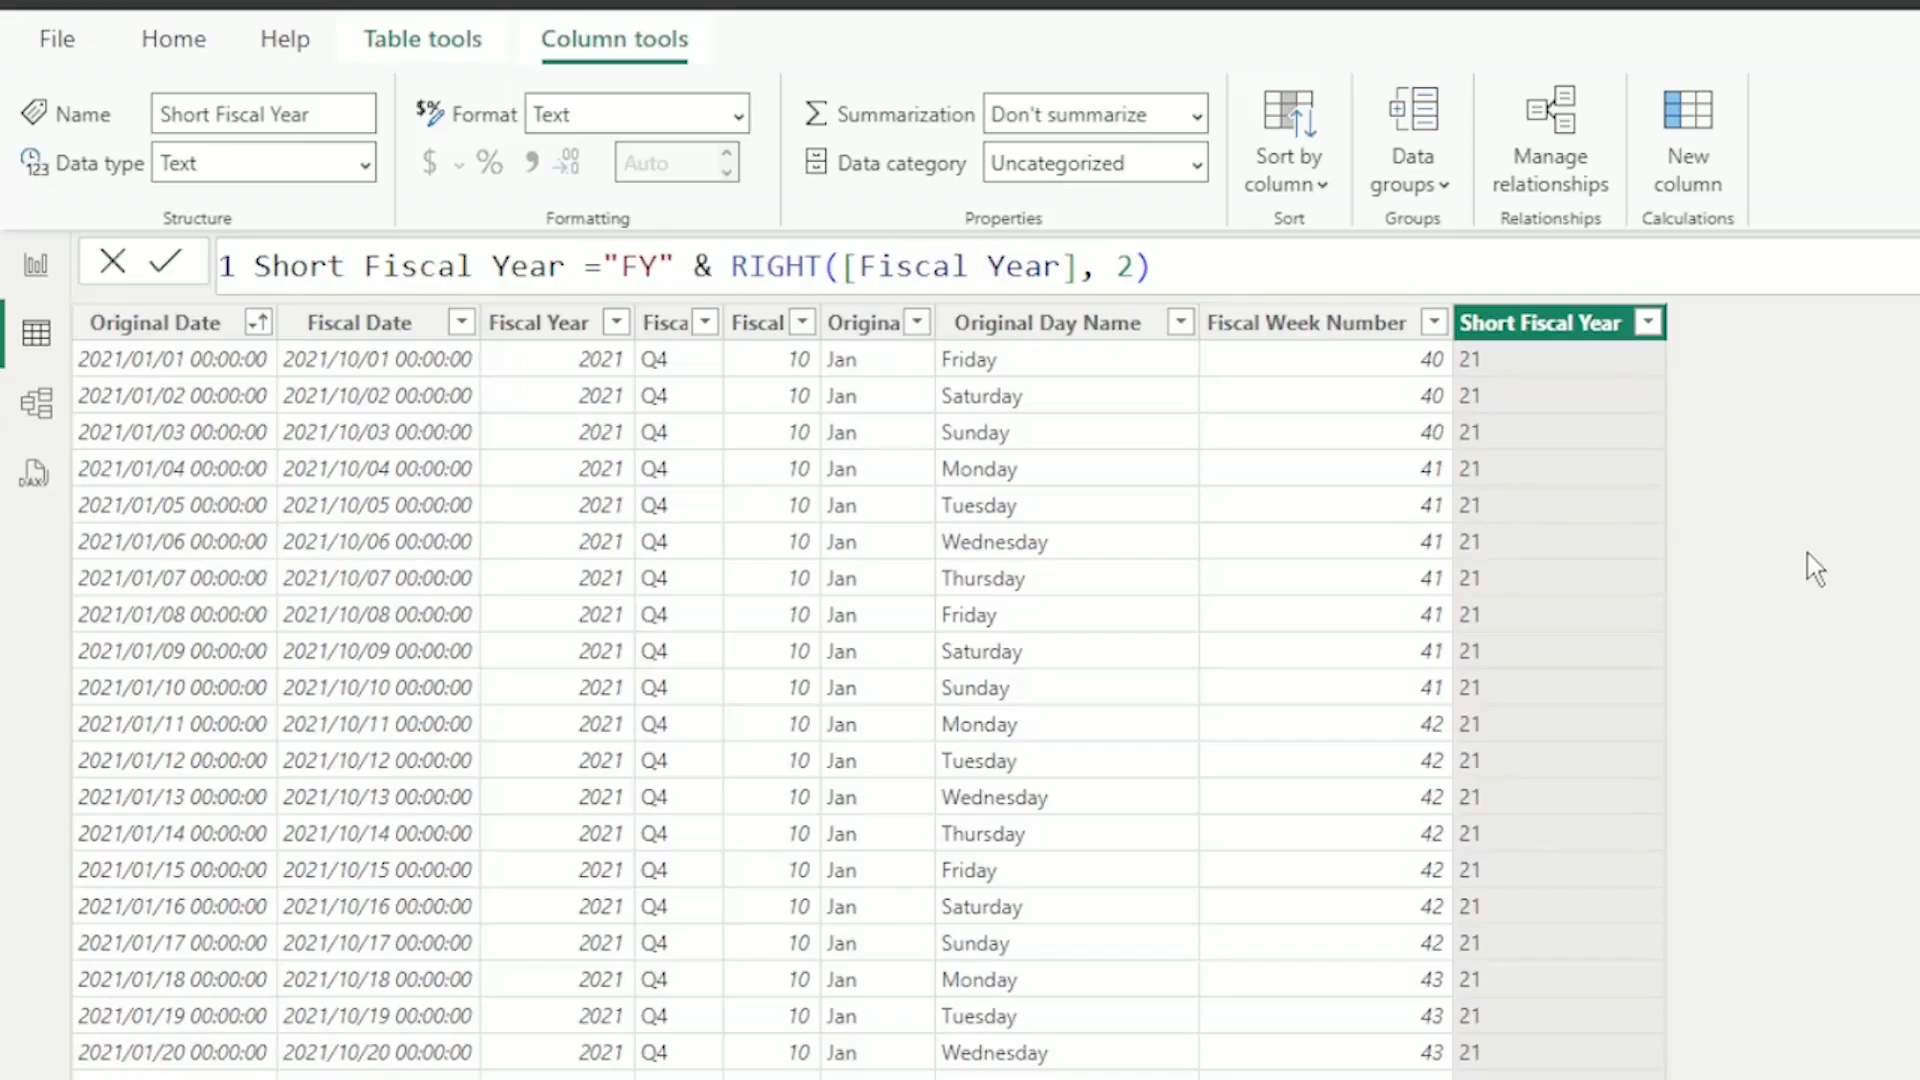 File Home Help Table tools Column tools
Name Short Fiscal Year $% Format Text Summarization Don't summarize Sort by column Data groups Manage relationships New column
Data type Text $ % 9 .00 Auto Data category Uncategorized
Structure Formatting Properties Sort Groups Relationships Calculations
1 Short Fiscal Year ="FY" & RIGHT([Fiscal Year], 2)
Original Date Fiscal Date Fiscal Year Fisca Fiscal Origina Original Day Name Fiscal Week Number Short Fiscal Year
2021/01/01 00:00:00 2021/10/01 00:00:00 2021 Q4 10 Jan Friday 40 21
2021/01/02 00:00:00 2021/10/02 00:00:00 2021 Q4 10 Jan Saturday 40 21
2021/01/03 00:00:00 2021/10/03 00:00:00 2021 Q4 10 Jan Sunday 40 21
2021/01/04 00:00:00 2021/10/04 00:00:00 2021 Q4 10 Jan Monday 41 21
DAX
2021/01/05 00:00:00 2021/10/05 00:00:00 2021 Q4 10 Jan Tuesday 41 21
2021/01/06 00:00:00 2021/10/06 00:00:00 2021 Q4 10 Jan Wednesday 41 21
2021/01/07 00:00:00 2021/10/07 00:00:00 2021 Q4 10 Jan Thursday 41 21
2021/01/08 00:00:00 2021/10/08 00:00:00 2021 Q4 10 Jan Friday 41 21
2021/01/09 00:00:00 2021/10/09 00:00:00 2021 Q4 10 Jan Saturday 41 21
2021/01/10 00:00:00 2021/10/10 00:00:00 2021 Q4 10 Jan Sunday 41 21
2021/01/11 00:00:00 2021/10/11 00:00:00 2021 Q4 10 Jan Monday 42 21
2021/01/12 00:00:00 2021/10/12 00:00:00 2021 Q4 10 Jan Tuesday 42 21
2021/01/13 00:00:00 2021/10/13 00:00:00 2021 Q4 10 Jan Wednesday 42 21
2021/01/14 00:00:00 2021/10/14 00:00:00 2021 Q4 10 Jan Thursday 42 21
2021/01/15 00:00:00 2021/10/15 00:00:00 2021 Q4 10 Jan Friday 42 21
2021/01/16 00:00:00 2021/10/16 00:00:00 2021 Q4 10 Jan Saturday 42 21
2021/01/17 00:00:00 2021/10/17 00:00:00 2021 Q4 10 Jan Sunday 42 21
2021/01/18 00:00:00 2021/10/18 00:00:00 2021 Q4 10 Jan Monday 43 21
2021/01/19 00:00:00 2021/10/19 00:00:00 2021 Q4 10 Jan Tuesday 43 21
2021/01/20 00:00:00 2021/10/20 00:00:00 2021 Q4 10 Jan Wednesday 43 21